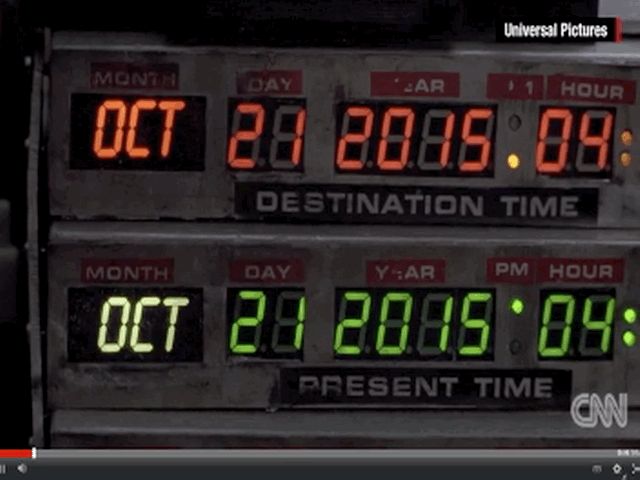 Universal Pictures
MONTH DAY HOUR
OCT 21 2015 04:
DESTINATION TIME
MONTH DAY PM HOUR
OCT 21 2015 04:
PRESENT TIME
CNN